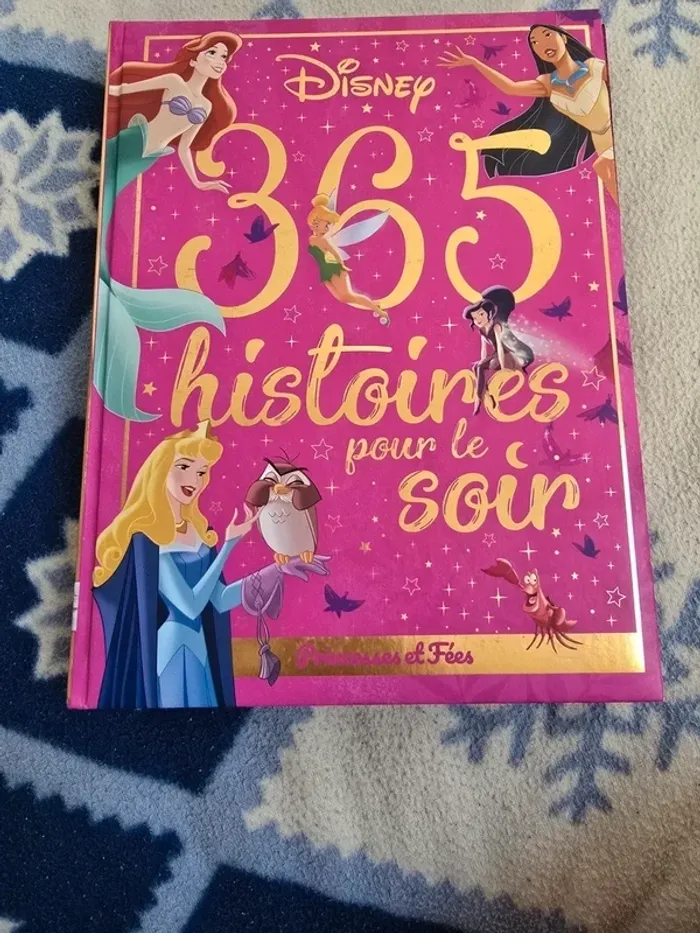 Disney
365
histoires
pour le
soir
Princesses et Fées